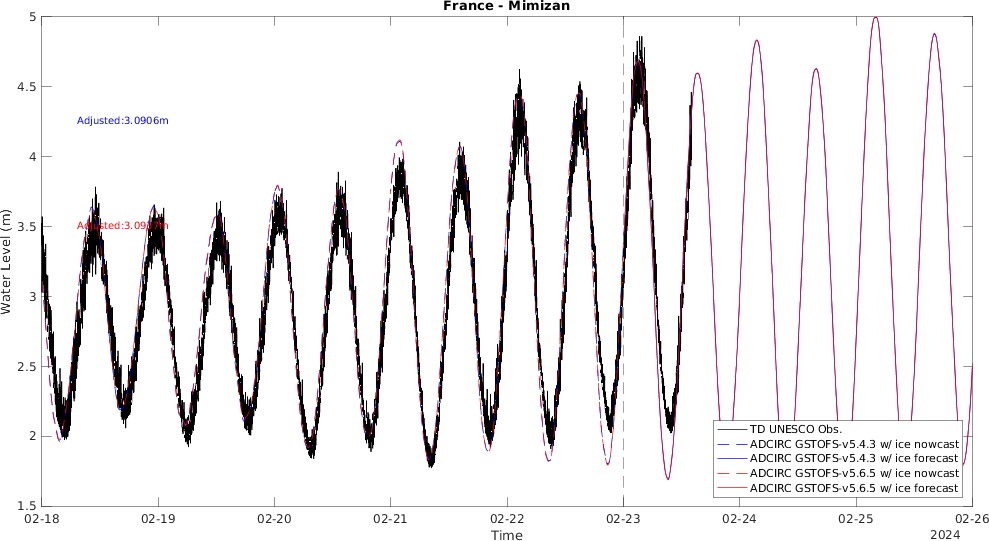 France - Mimizan
5
4.5
4
3.5
3
2.5
2
1.5
Water Level (m)
Adjusted:3.0906m
TD UNESCO Obs.
ADCIRC GSTOFS-v5.4.3 w/ ice nowcast
ADCIRC GSTOFS-v5.4.3 w/ ice forecast
ADCIRC GSTOFS-v5.6.5 w/ ice nowcast
ADCIRC GSTOFS-v5.6.5 w/ ice forecast
02-18 02-19 02-20 02-21 02-22 02-23 02-24 02-25 02-26
Time
2024